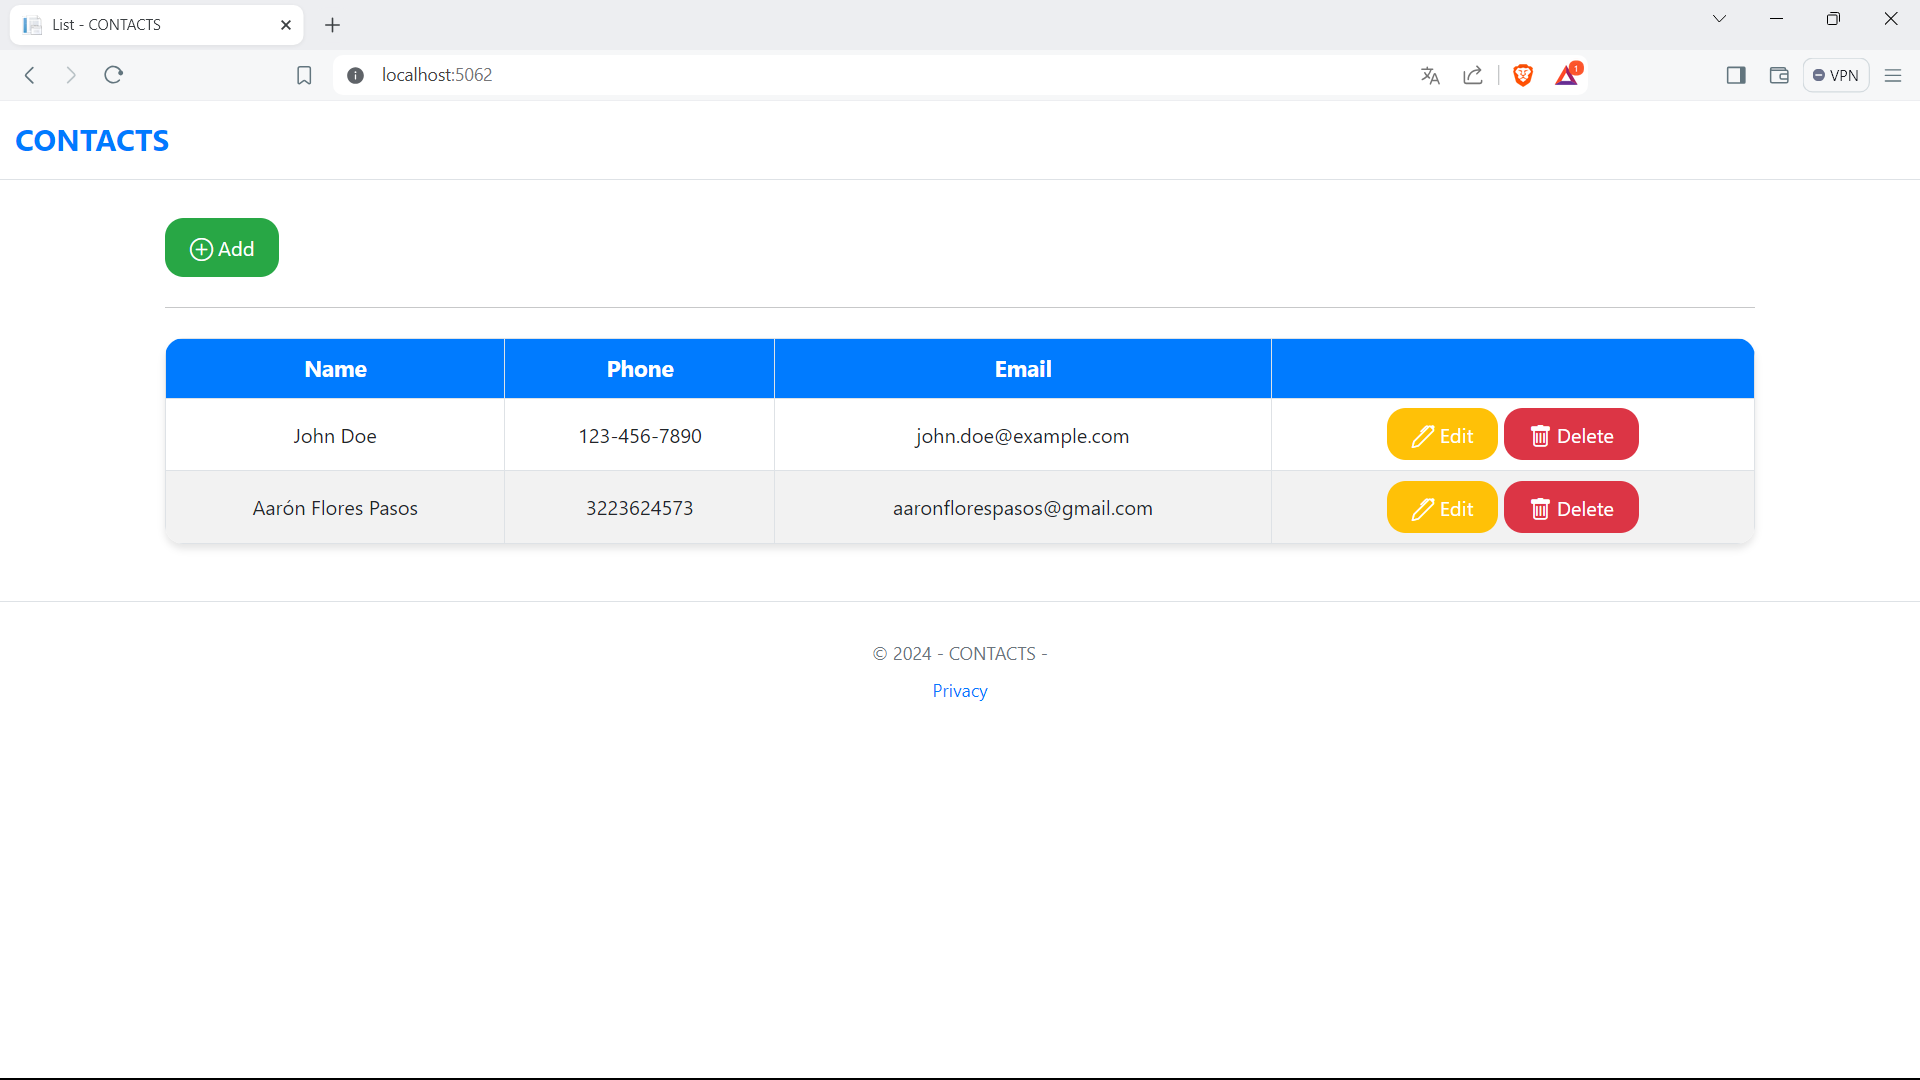 List - CONTACTS
localhost:5062
1
VPN
CONTACTS
Add
Name Phone Email
John Doe 123-456-7890 john.doe@example.com Edit Delete
Aarón Flores Pasos 3223624573 aaronflorespasos@gmail.com Edit Delete
© 2024 - CONTACTS -
Privacy